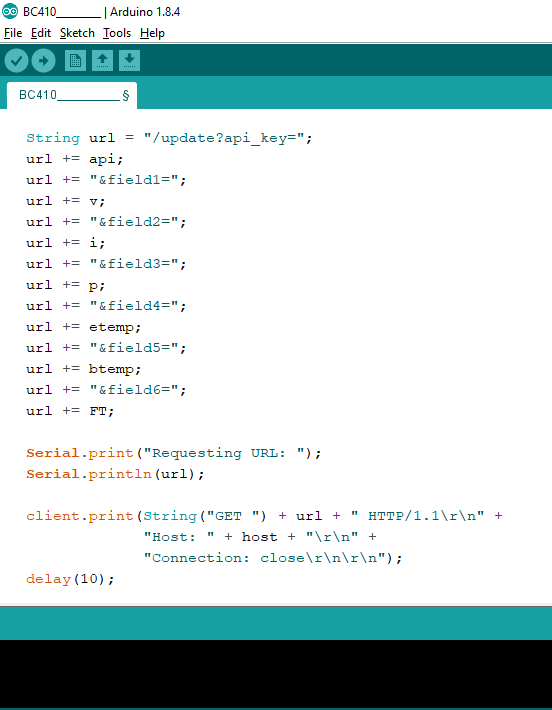 BC410________ | Arduino 1.8.4
File Edit Sketch Tools Help
BC410___________ §
String url = "/update?api_key=";
url += api;
url += "&field1=";
url += v;
url += "&field2=";
url += i;
url += "&field3=";
url += p;
url += "&field4=";
url += etemp;
url += "&field5=";
url += btemp;
url += "&field6=";
url += FT;
Serial.print("Requesting URL: ");
Serial.println(url);
client.print(String("GET ") + url + " HTTP/1.1\r\n" +
"Host: " + host + "\r\n" +
"Connection: close\r\n\r\n");
delay(10);